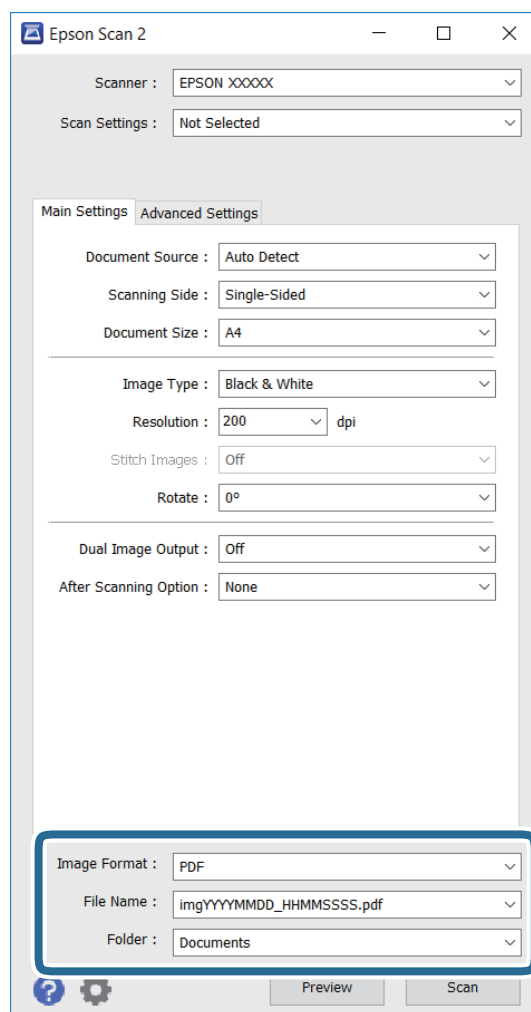 Epson Scan 2
Scanner : EPSON XXXXX
Scan Settings : Not Selected
Main Settings Advanced Settings
Document Source : Auto Detect
Scanning Side : Single-Sided
Document Size : A4
Image Type : Black & White
Resolution : 200 dpi
Stitch Images : Off
Rotate : 0º
Dual Image Output : Off
After Scanning Option : None
Image Format : PDF
File Name : imgYYYYMMDD_HHMMSSSS.pdf
Folder : Documents
? Preview Scan